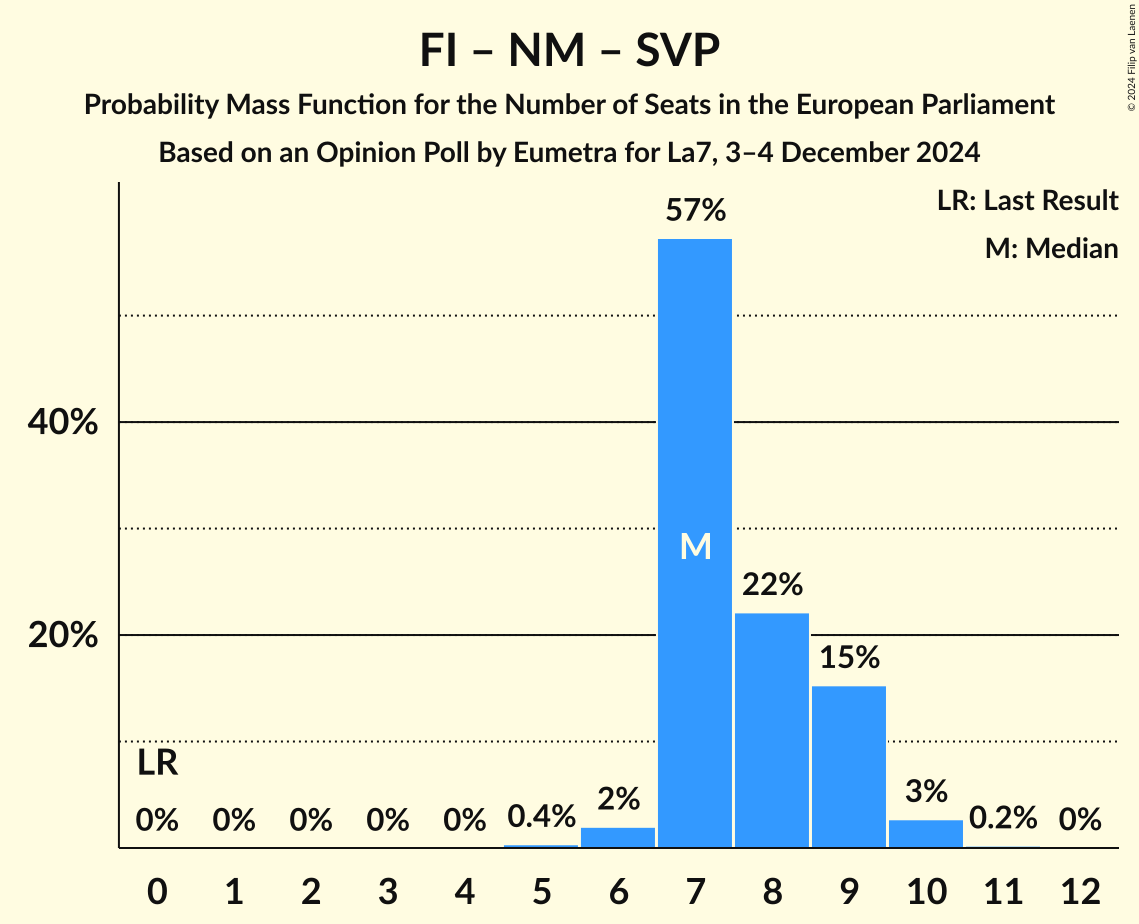 FI – NM – SVP
Probability Mass Function for the Number of Seats in the European Parliament
Based on an Opinion Poll by Eumetra for La7, 3–4 December 2024
© 2024 Filip van Laenen
LR: Last Result
M: Median
57%
40%
M
22%
20%
15%
LR
0% 0% 0% 0% 0% 0.4% 2% 3% 0.2% 0%
0 1 2 3 4 5 6 7 8 9 10 11 12